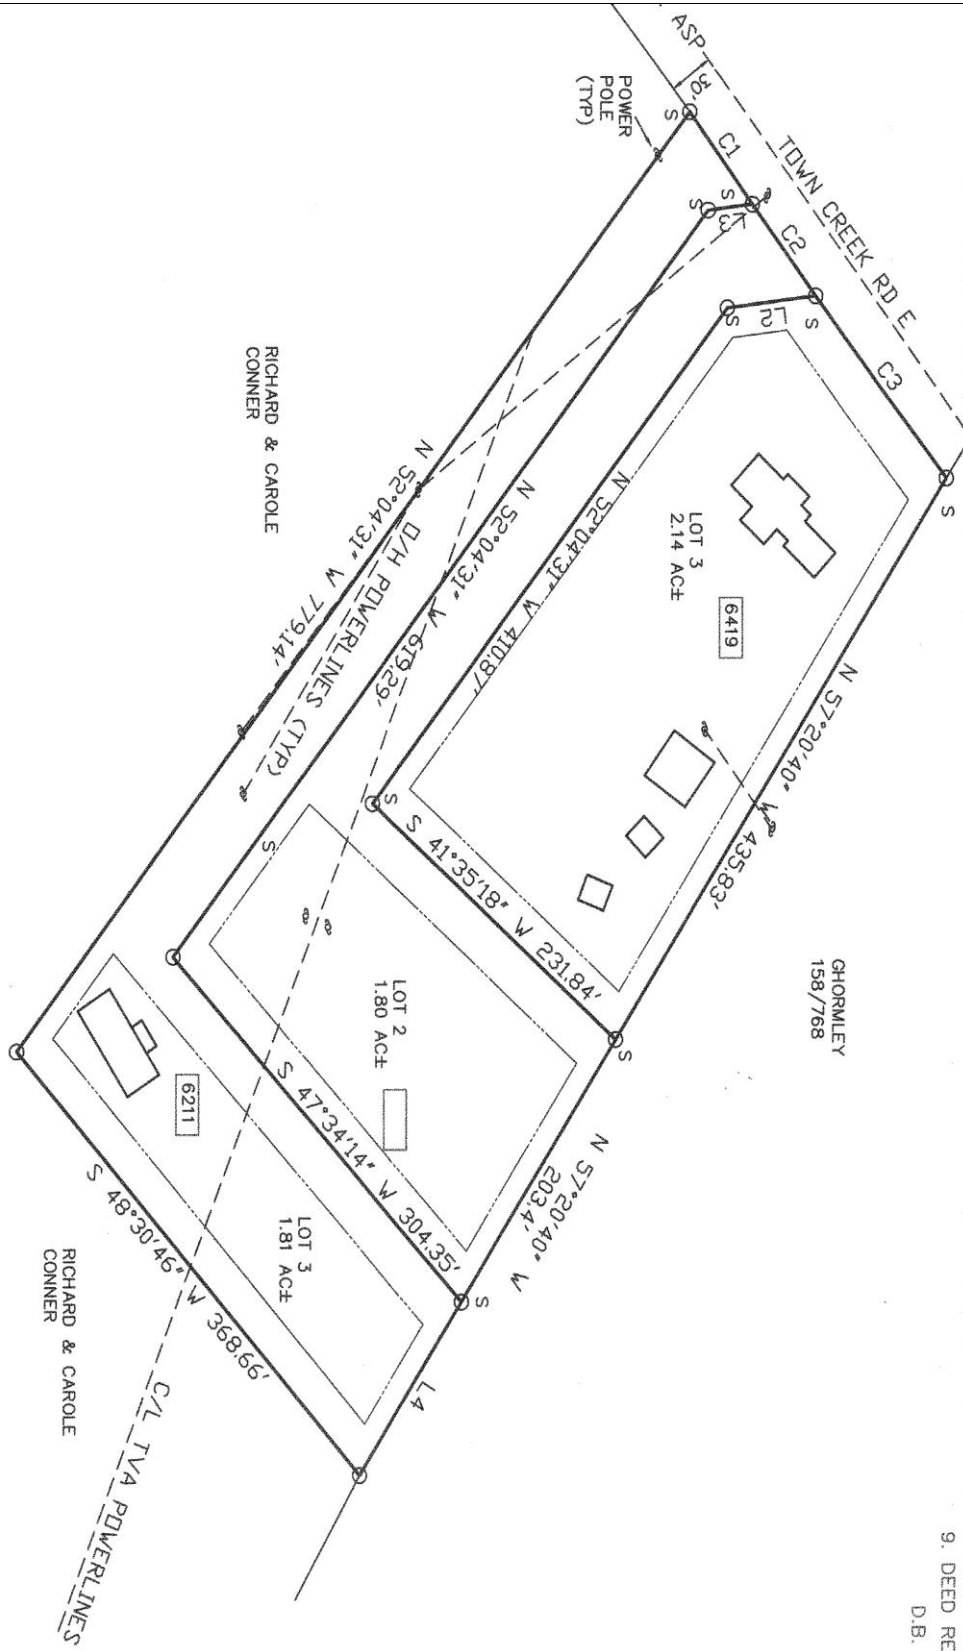 ASP
30'
TOWN CREEK RD E
POWER
POLE
(TYP)
S
C1
S
S
L3
C2
S
L2
S
C3
S
RICHARD & CAROLE
CONNER
N 52°04'31" W 779.14'
O/H POWERLINES (TYP)
N 52°04'31" W 619.29'
N 52°04'31" W 410.87'
LOT 3
2.14 AC±
6419
N 57°20'40" W 435.83'
S
S 41°35'18" W 231.84'
S
GHORMLEY
158/768
S
LOT 2
1.80 AC±
N 57°20'40" W
203.4'
S 47°34'14" W 304.35'
S
6211
LOT 3
1.81 AC±
L4
S 48°30'46" W 368.66'
RICHARD & CAROLE
CONNER
C/L TVA POWERLINES
9. DEED RE
D.B.